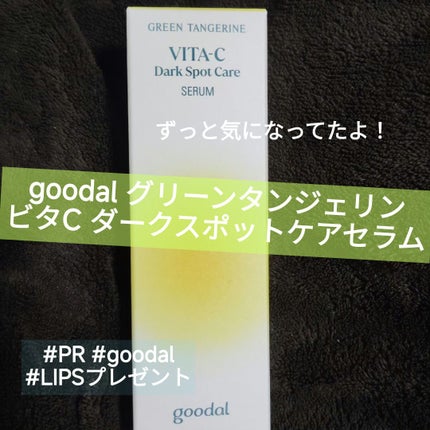 GREEN TANGERINE
VITA-C
Dark Spot Care
SERUM
ずっと気になってたよ！
goodal グリーンタンジェリン
ビタC ダークスポットケアセラム
#PR #goodal
#LIPSプレゼント
goodal